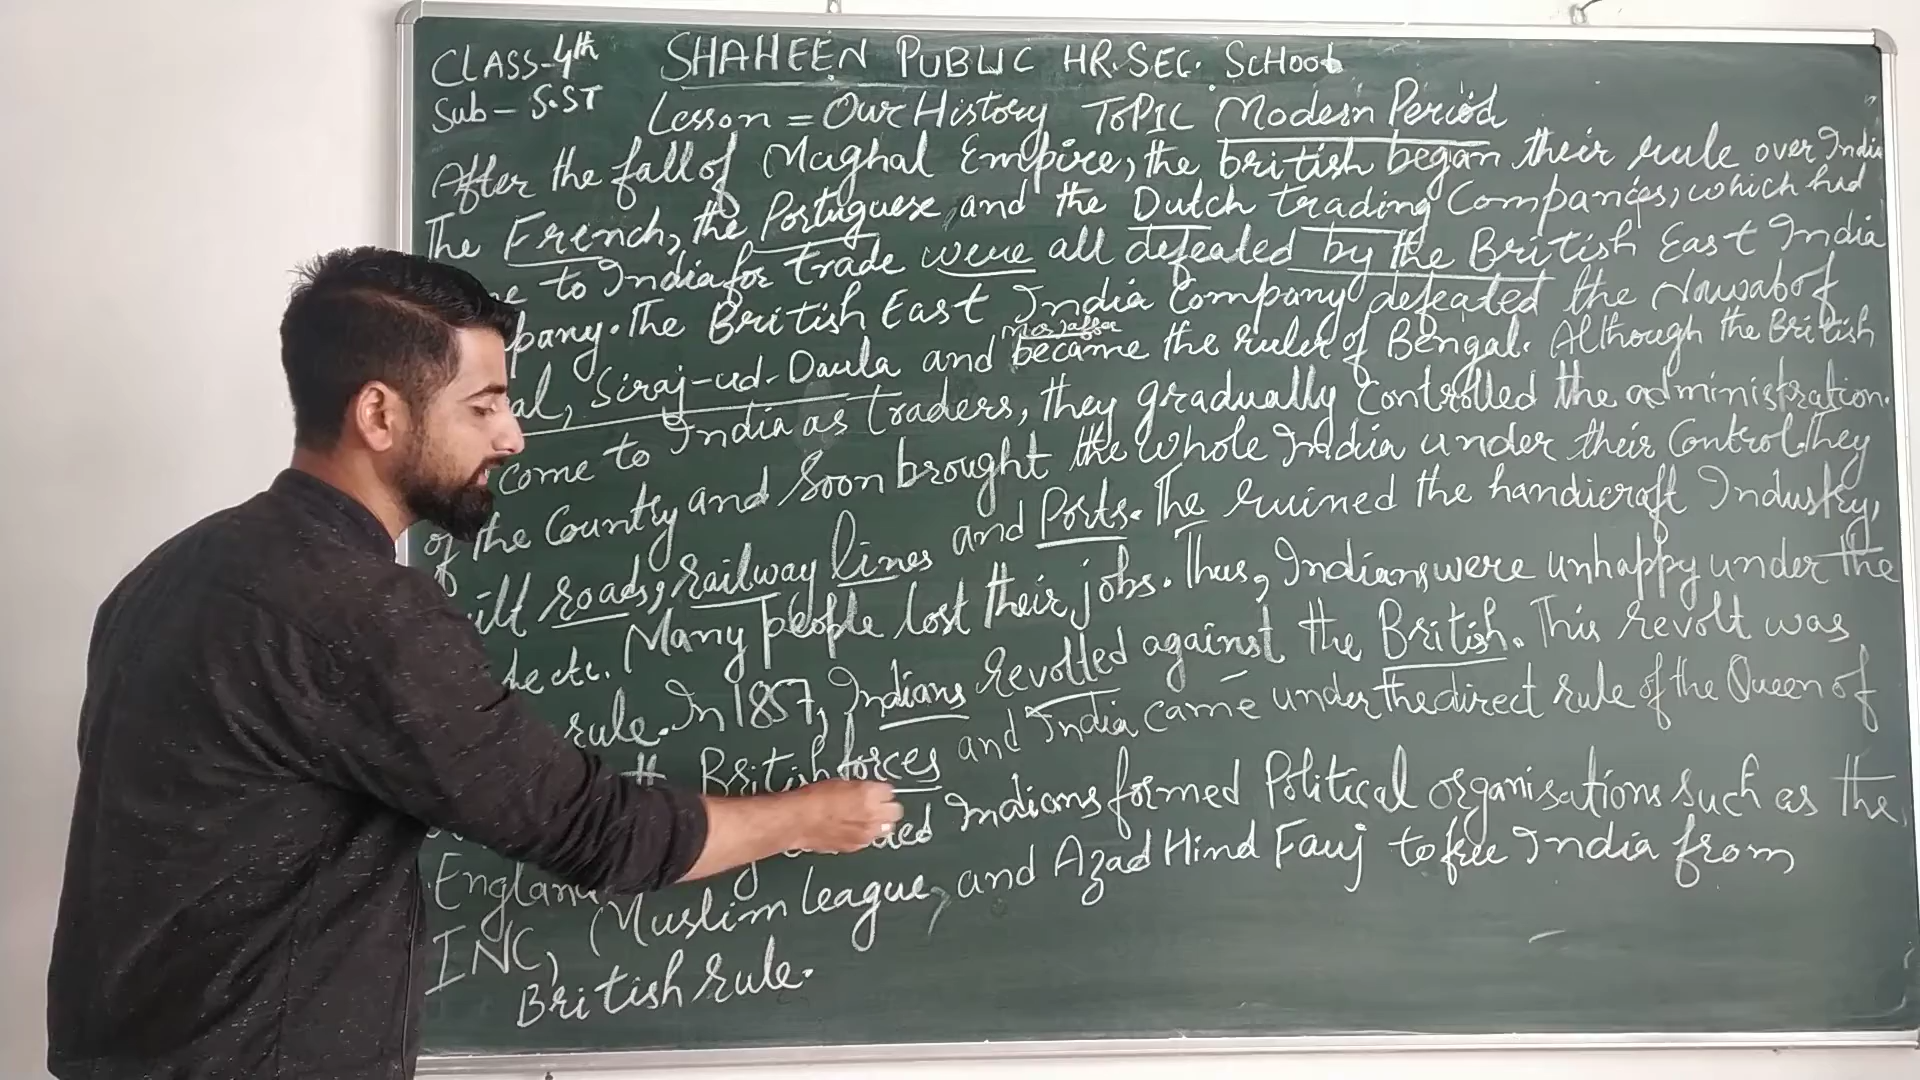 CLASS-4th SHAHEEN PUBLIC HR.SEC. SCHOOL
Sub- S.ST Lesson = Our History TOPIC Modern Period
After the fall of Mughal Empire, the british began their rule over India
The French, the Portuguese, and the Dutch trading Companies, which had
to India for trade were all defeated by the British East India
pany. The British East India Company defeated the Nawab of
al, Siraj-ud-Daula and became the ruler of Bengal. Although the British
come to India as traders, they gradually controlled the administration.
of the Country and soon brought the whole India under their Control. They
roads, railway lines and Ports. The ruined the handicraft Industry,
etc. Many people lost their jobs. Thus, Indians were unhappy under the
rule. In 1857, Indians revolted against the British. This revolt was
British forces and India came under the direct rule of the Queen of
England Indians formed Political organisations such as the
INC, Muslim league, and Azad Hind Fauj to free India from
British rule.